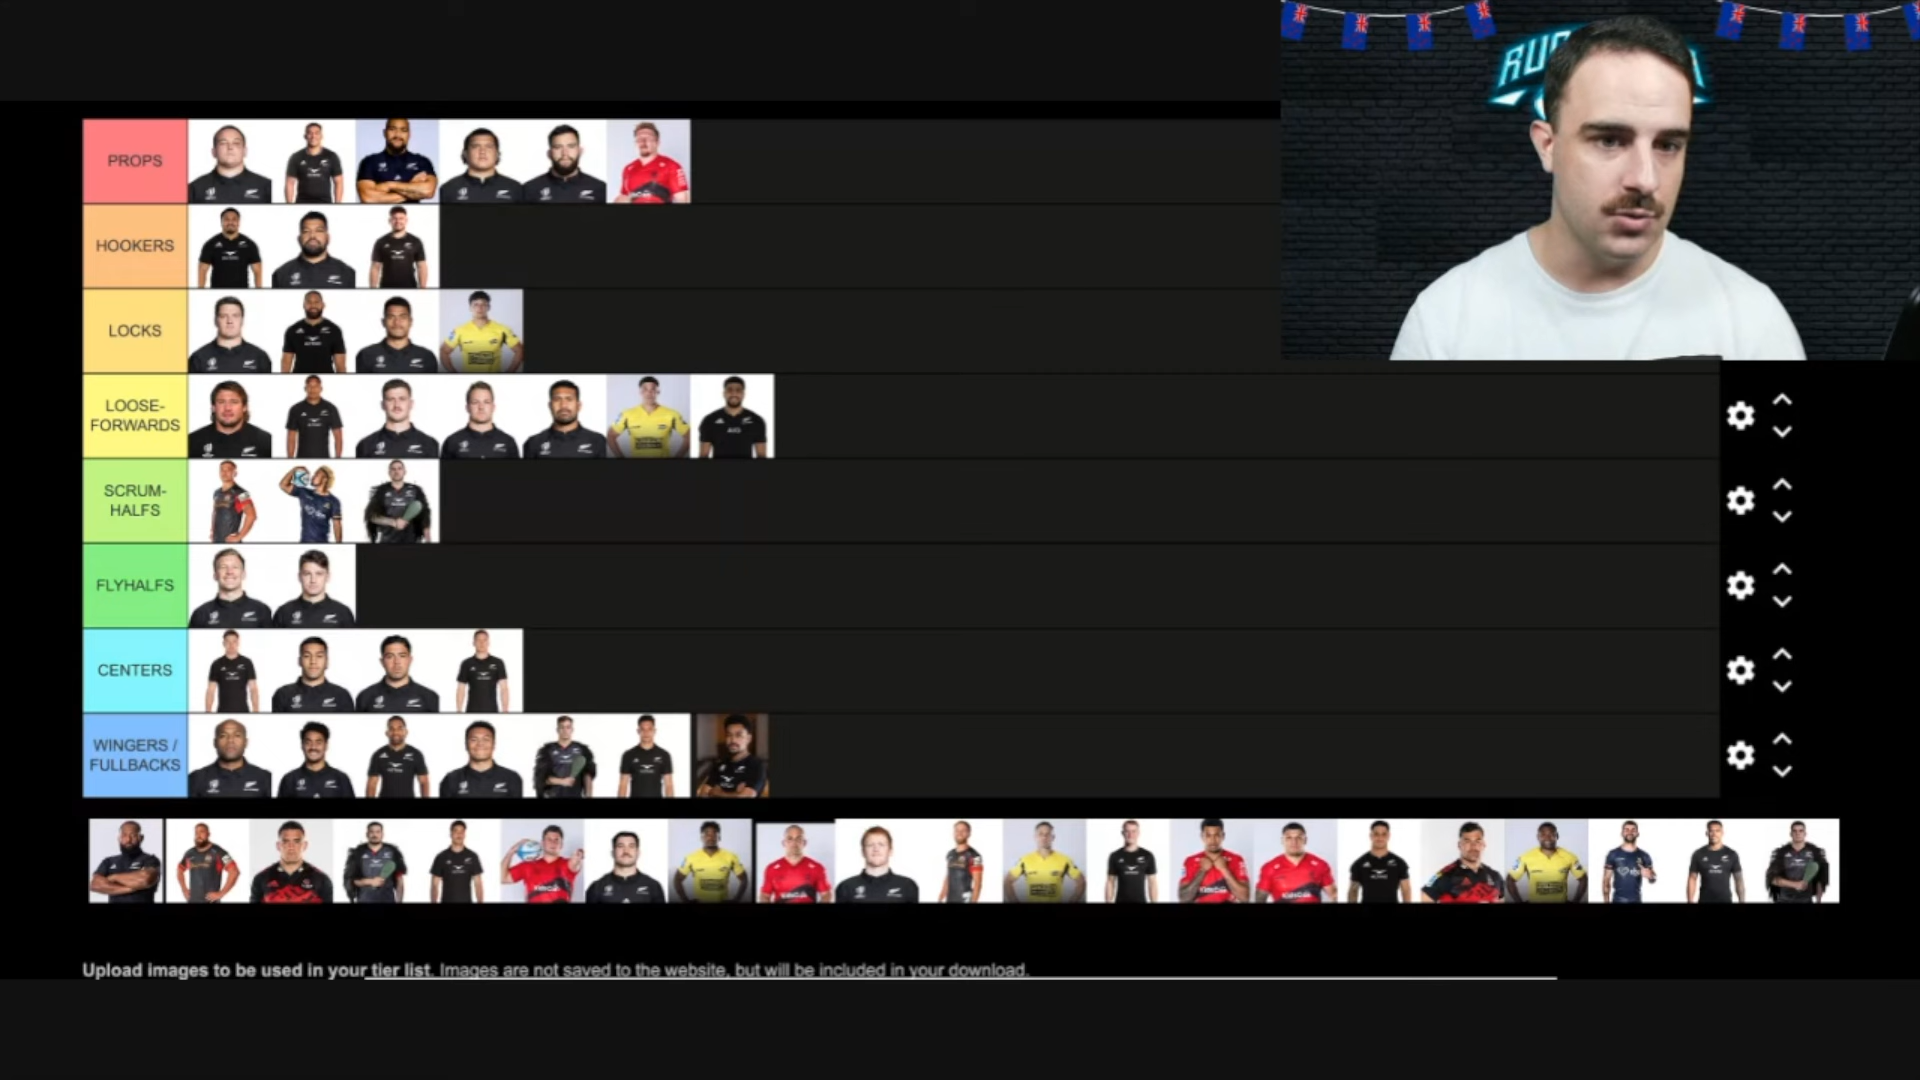 PROPS
HOOKERS
LOCKS
LOOSE-
FORWARDS
SCRUM-
HALFS
FLYHALFS
CENTERS
WINGERS /
FULLBACKS
Upload images to be used in your tier list. Images are not saved to the website, but will be included in your download.